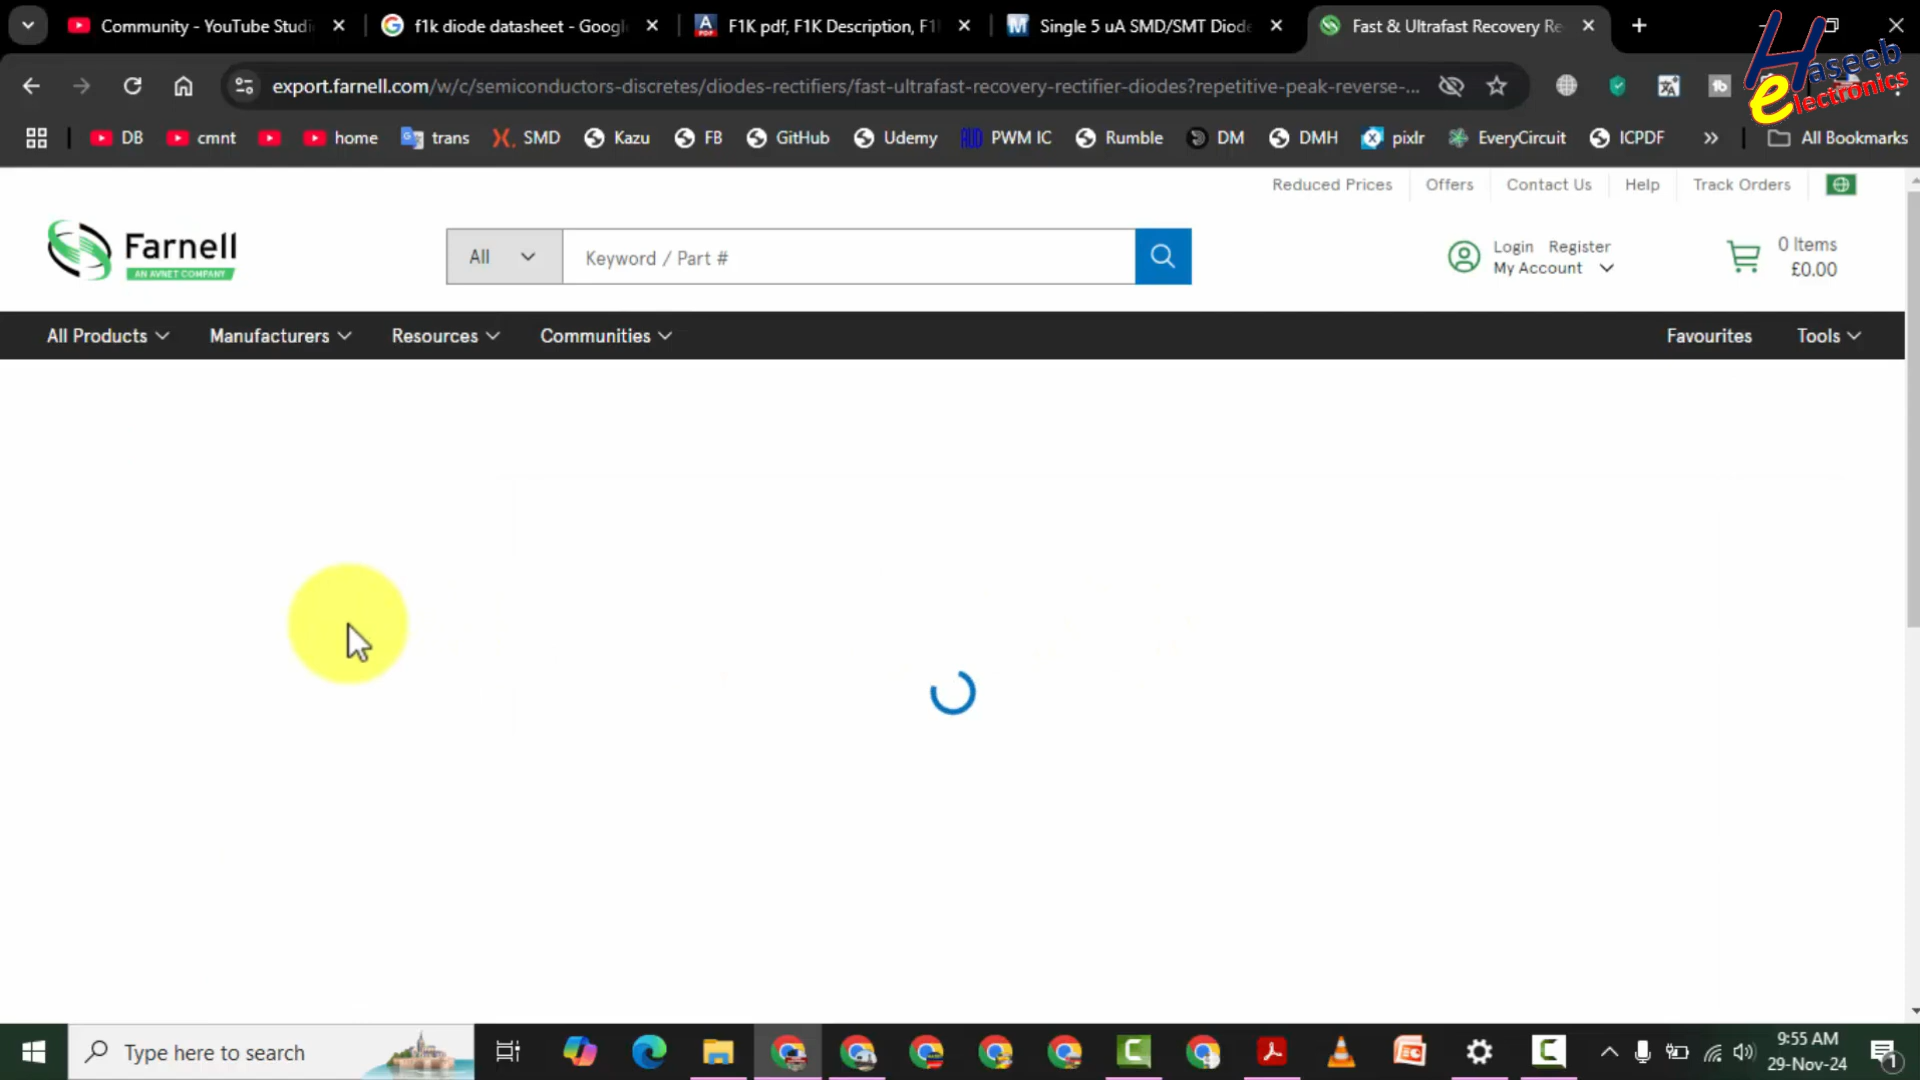 Community - YouTube Studi
f1k diode datasheet - Googl
F1K pdf, F1K Description, F1
Single 5 uA SMD/SMT Diode
Fast & Ultrafast Recovery Re
Haseeb
electronics
export.farnell.com/w/c/semiconductors-discretes/diodes-rectifiers/fast-ultrafast-recovery-rectifier-diodes?repetitive-peak-reverse-...
DB
cmnt
home
trans
SMD
Kazu
FB
GitHub
Udemy
PWM IC
Rumble
DM
DMH
pixlr
EveryCircuit
ICPDF
All Bookmarks
Reduced Prices
Offers
Contact Us
Help
Track Orders
Farnell
AN AVNET COMPANY
All
Keyword / Part #
Login Register
My Account
0 Items
£0.00
All Products
Manufacturers
Resources
Communities
Favourites
Tools
Type here to search
9:55 AM
29-Nov-24
1